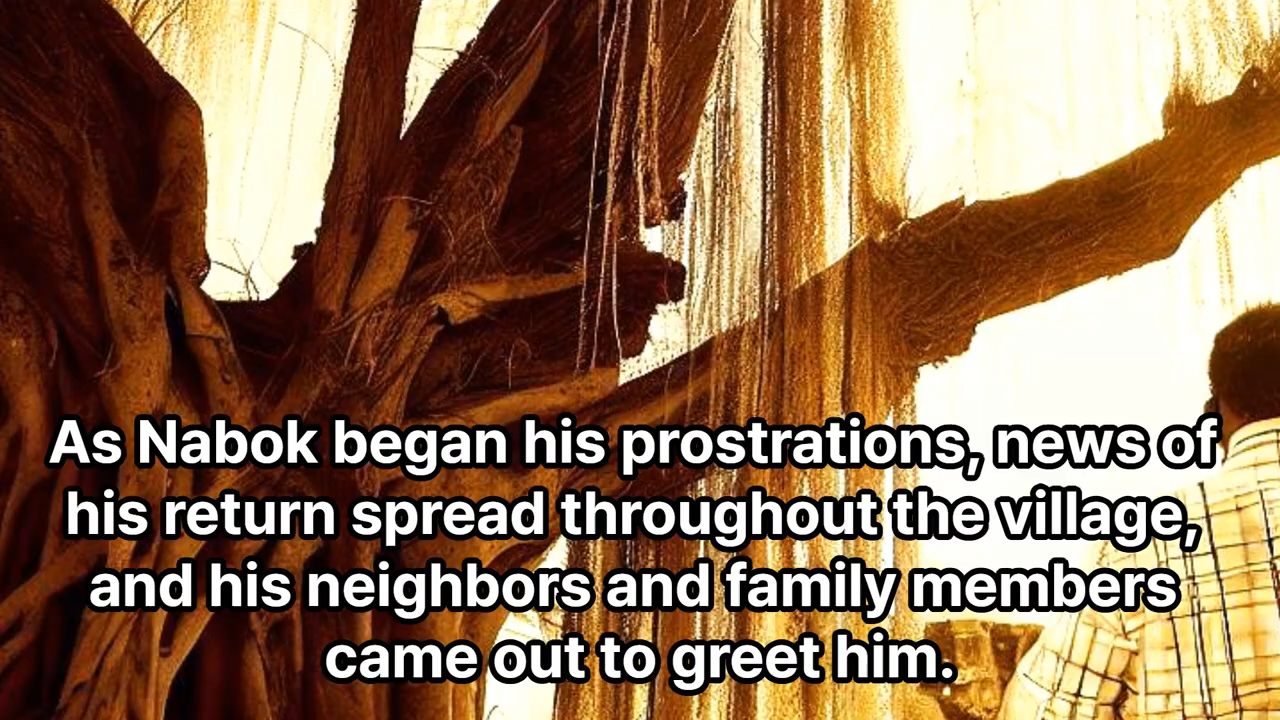 As Nabok began his prostrations, news of
his return spread throughout the village,
and his neighbors and family members
came out to greet him.